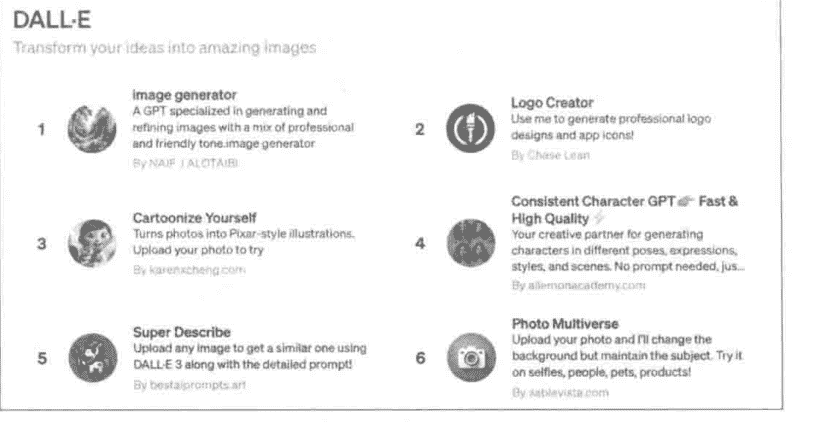 DALL·E
Transform your ideas into amazing images
1
image generator
A GPT specialized in generating and
refining images with a mix of professional
and friendly tone.image generator
By NAIF J ALOTAIBI
2
Logo Creator
Use me to generate professional logo
designs and app icons!
By Chase Lean
3
Cartoonize Yourself
Turns photos into Pixar-style illustrations.
Upload your photo to try
By karenxcheng.com
4
Consistent Character GPT👉 Fast &
High Quality⚡
Your creative partner for generating
characters in different poses, expressions,
styles, and scenes. No prompt needed, jus...
By allemonacademy.com
5
Super Describe
Upload any image to get a similar one using
DALL·E 3 along with the detailed prompt!
By bestaiprompts.art
6
Photo Multiverse
Upload your photo and I'll change the
background but maintain the subject. Try it
on selfies, people, pets, products!
By sablevista.com